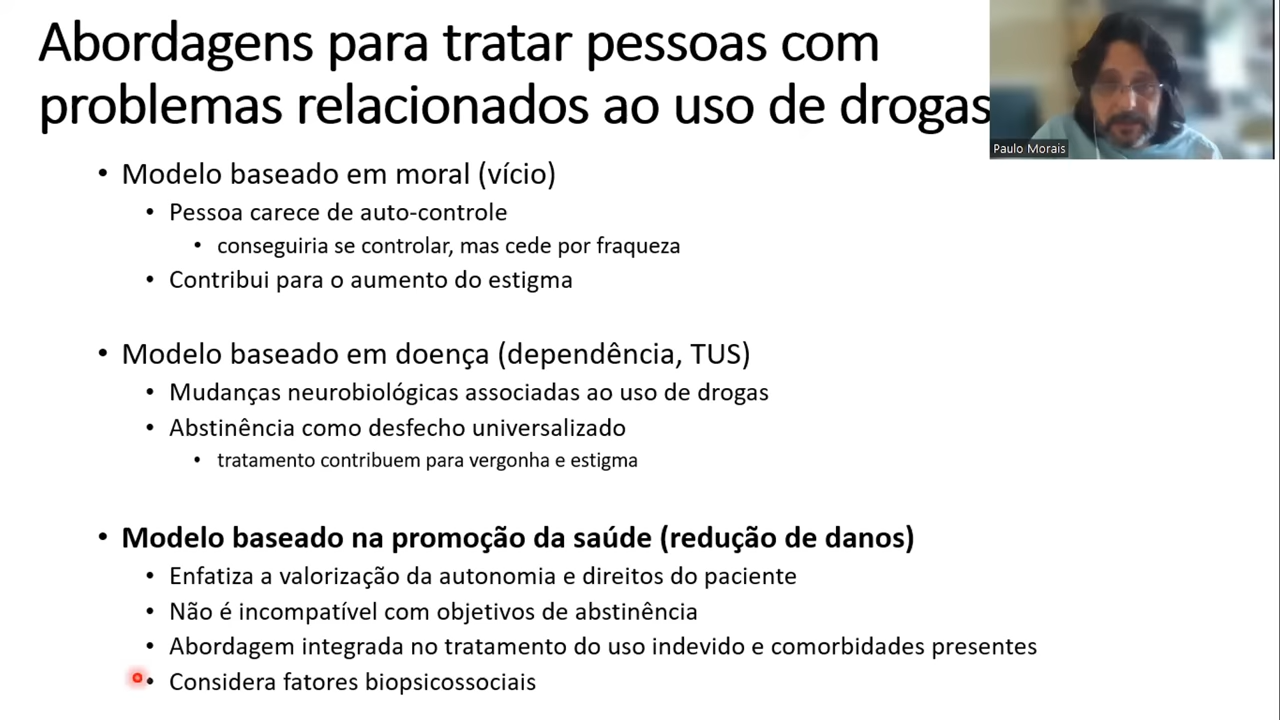 Abordagens para tratar pessoas com
problemas relacionados ao uso de drogas
Paulo Morais
• Modelo baseado em moral (vício)
• Pessoa carece de auto-controle
• conseguiria se controlar, mas cede por fraqueza
• Contribui para o aumento do estigma
• Modelo baseado em doença (dependência, TUS)
• Mudanças neurobiológicas associadas ao uso de drogas
• Abstinência como desfecho universalizado
• tratamento contribuem para vergonha e estigma
• Modelo baseado na promoção da saúde (redução de danos)
• Enfatiza a valorização da autonomia e direitos do paciente
• Não é incompatível com objetivos de abstinência
• Abordagem integrada no tratamento do uso indevido e comorbidades presentes
• Considera fatores biopsicossociais